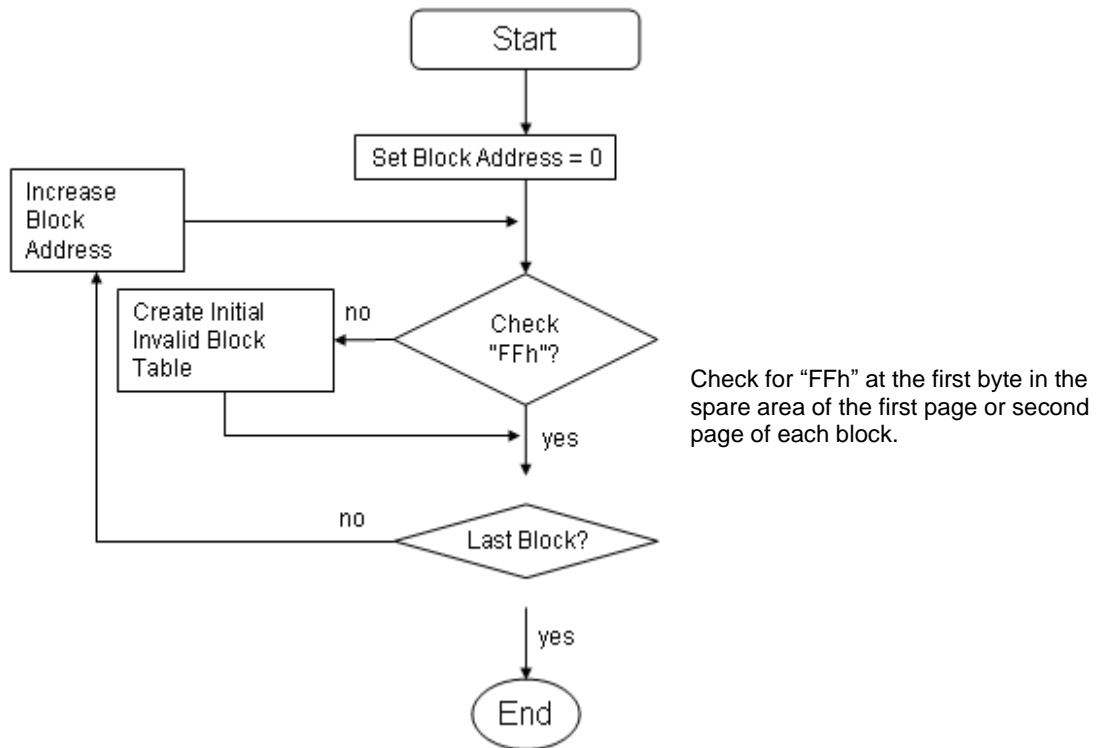 Start
Set Block Address = 0
Increase
Block
Address
Create Initial
Invalid Block
Table
no
Check
"FFh"?
Check for “FFh” at the first byte in the
spare area of the first page or second
page of each block.
yes
no
Last Block?
yes
End